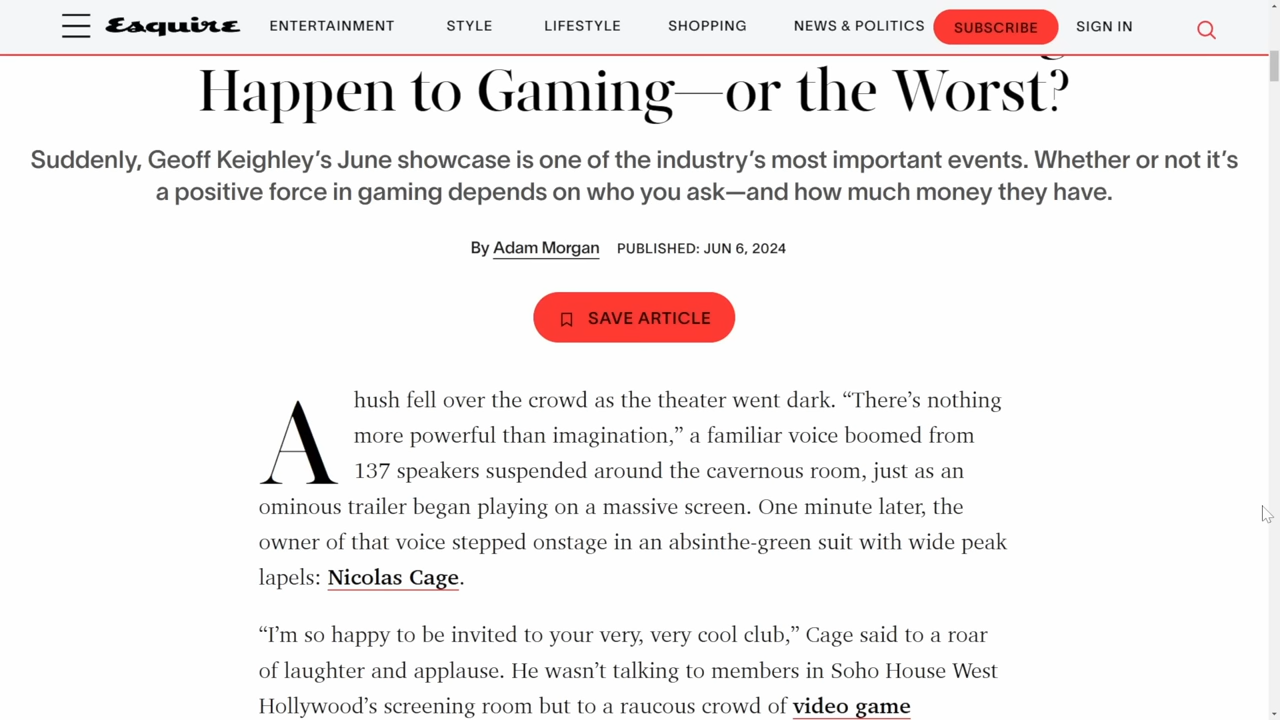 Esquire ENTERTAINMENT STYLE LIFESTYLE SHOPPING NEWS & POLITICS SUBSCRIBE SIGN IN
Happen to Gaming—or the Worst?
Suddenly, Geoff Keighley’s June showcase is one of the industry’s most important events. Whether or not it’s
a positive force in gaming depends on who you ask—and how much money they have.
By Adam Morgan PUBLISHED: JUN 6, 2024
SAVE ARTICLE
A hush fell over the crowd as the theater went dark. “There’s nothing
more powerful than imagination,” a familiar voice boomed from
137 speakers suspended around the cavernous room, just as an
ominous trailer began playing on a massive screen. One minute later, the
owner of that voice stepped onstage in an absinthe-green suit with wide peak
lapels: Nicolas Cage.
“I’m so happy to be invited to your very, very cool club,” Cage said to a roar
of laughter and applause. He wasn’t talking to members in Soho House West
Hollywood’s screening room but to a raucous crowd of video game